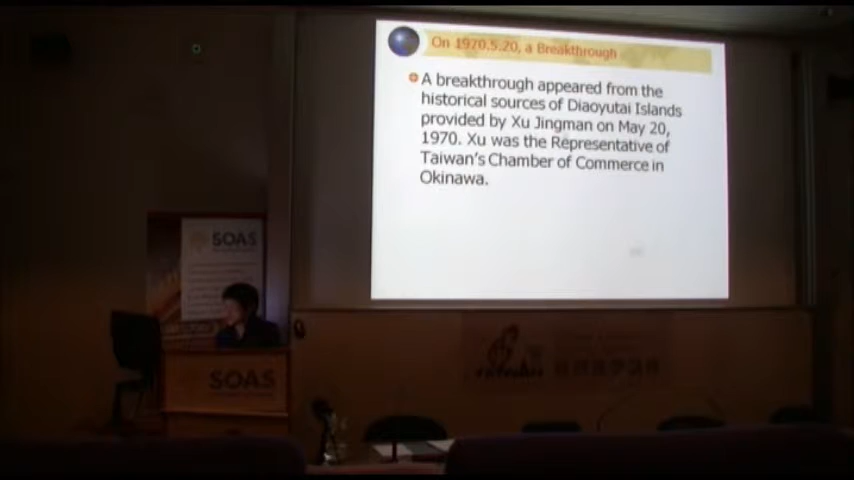 On 1970.5.20, a Breakthrough
A breakthrough appeared from the
historical sources of Diaoyutai Islands
provided by Xu Jingman on May 20,
1970. Xu was the Representative of
Taiwan's Chamber of Commerce in
Okinawa.
SOAS
SOAS